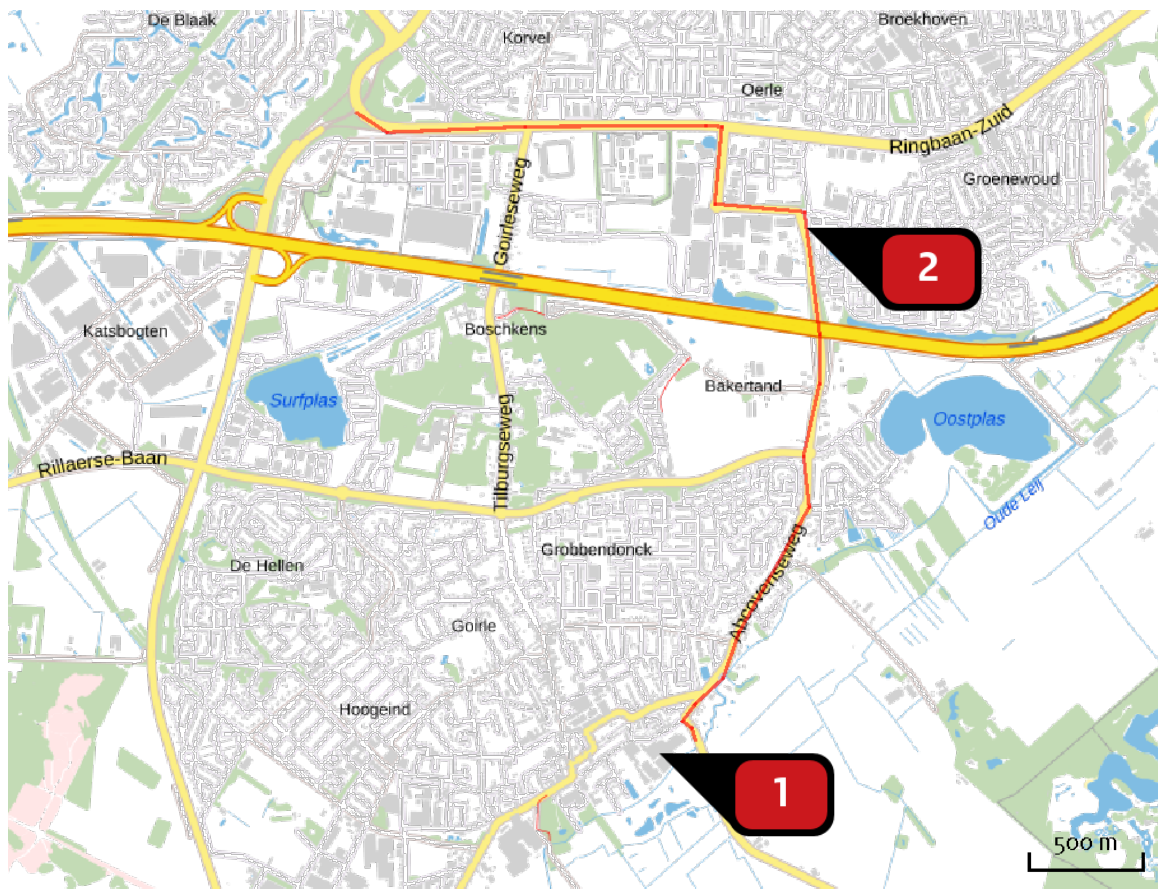 De Blaak
Broekhoven
Korvel
Oerle
Ringbaan-Zuid
Groenewoud
Goirleseweg
2
Katsbogten
Boschkens
Bakertand
Surfplas
Oostplas
Tilburgseweg
Rillaerse-Baan
Oude Leij
Grobbendonck
De Hellen
Abcovenseweg
Goirle
Hoogeind
1
500 m